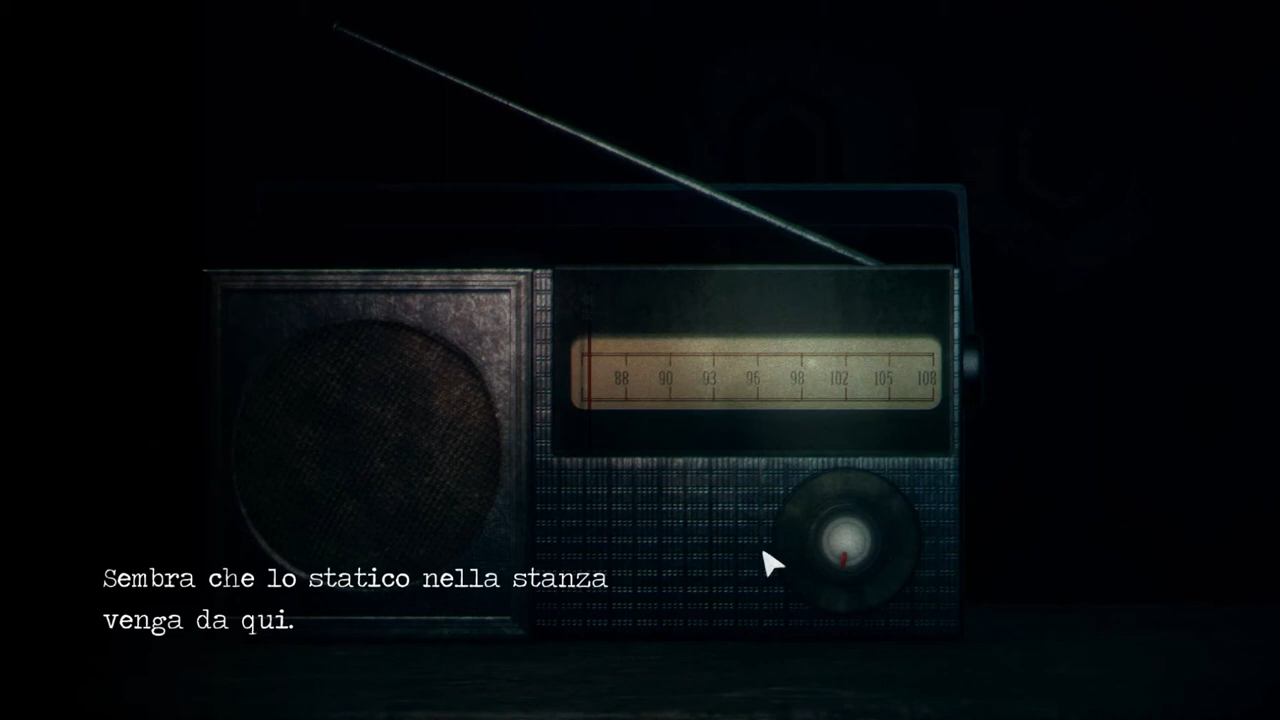 88 90 93 96 98 102 105 108
Sembra che lo statico nella stanza
venga da qui.